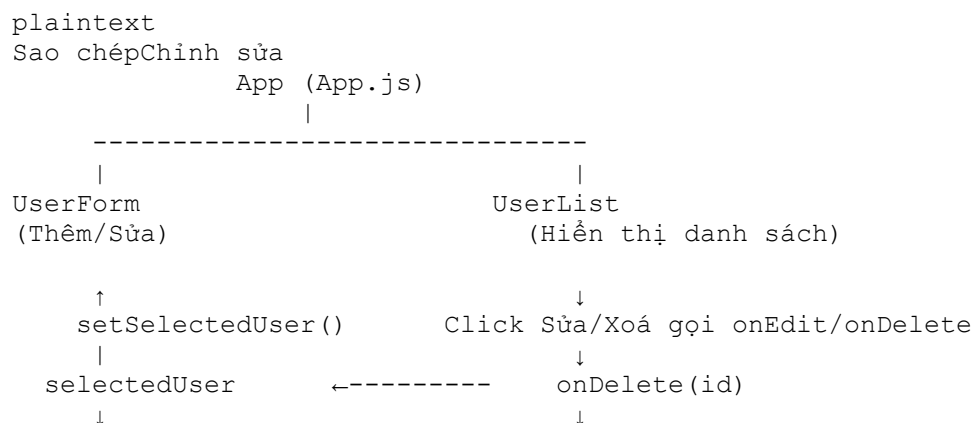 plaintext
Sao chépChỉnh sửa
App (App.js)
|
-------------------------------
| |
UserForm UserList
(Thêm/Sửa) (Hiển thị danh sách)
↑ ↓
setSelectedUser() Click Sửa/Xoá gọi onEdit/onDelete
| ↓
selectedUser ←--------- onDelete(id)
↓ ↓